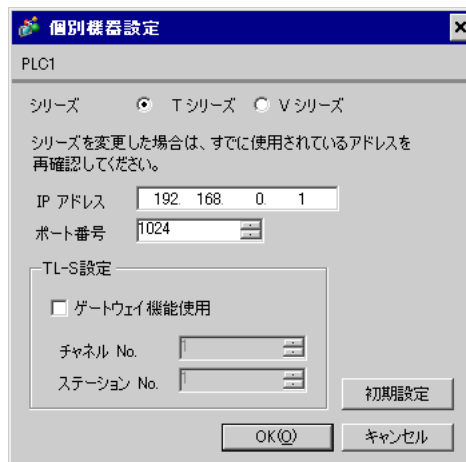 個別機器設定
PLC1
シリーズ Tシリーズ Vシリーズ
シリーズを変更した場合は、すでに使用されているアドレスを
再確認してください。
IP アドレス 192. 168. 0. 1
ポート番号 1024
TL-S設定
ゲートウェイ機能使用
チャネル No. 1
ステーション No. 1
初期設定
OK(O) キャンセル